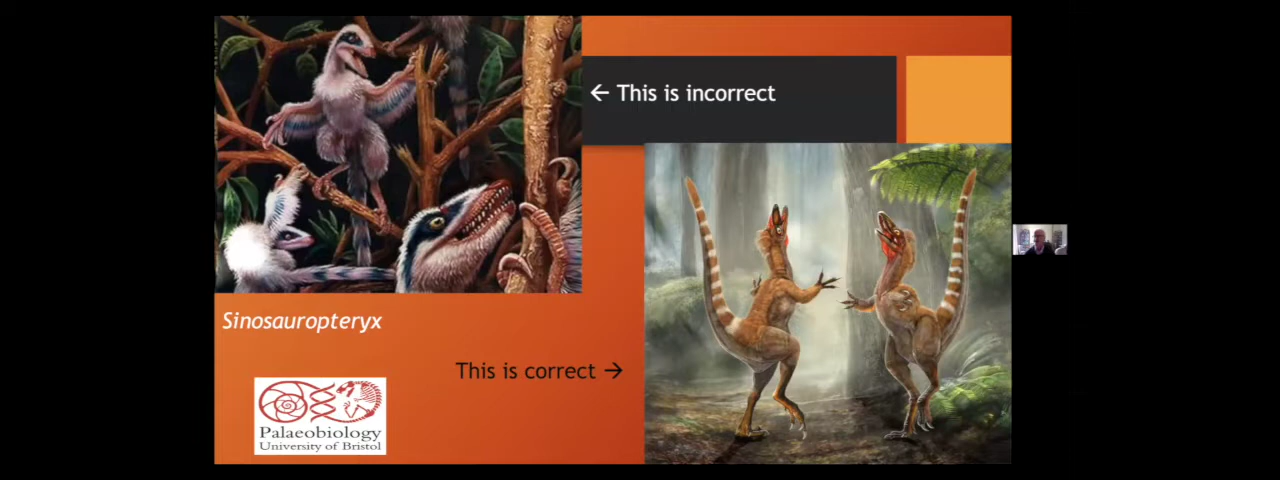 ← This is incorrect
Sinosauropteryx
This is correct →
Palaeobiology
University of Bristol